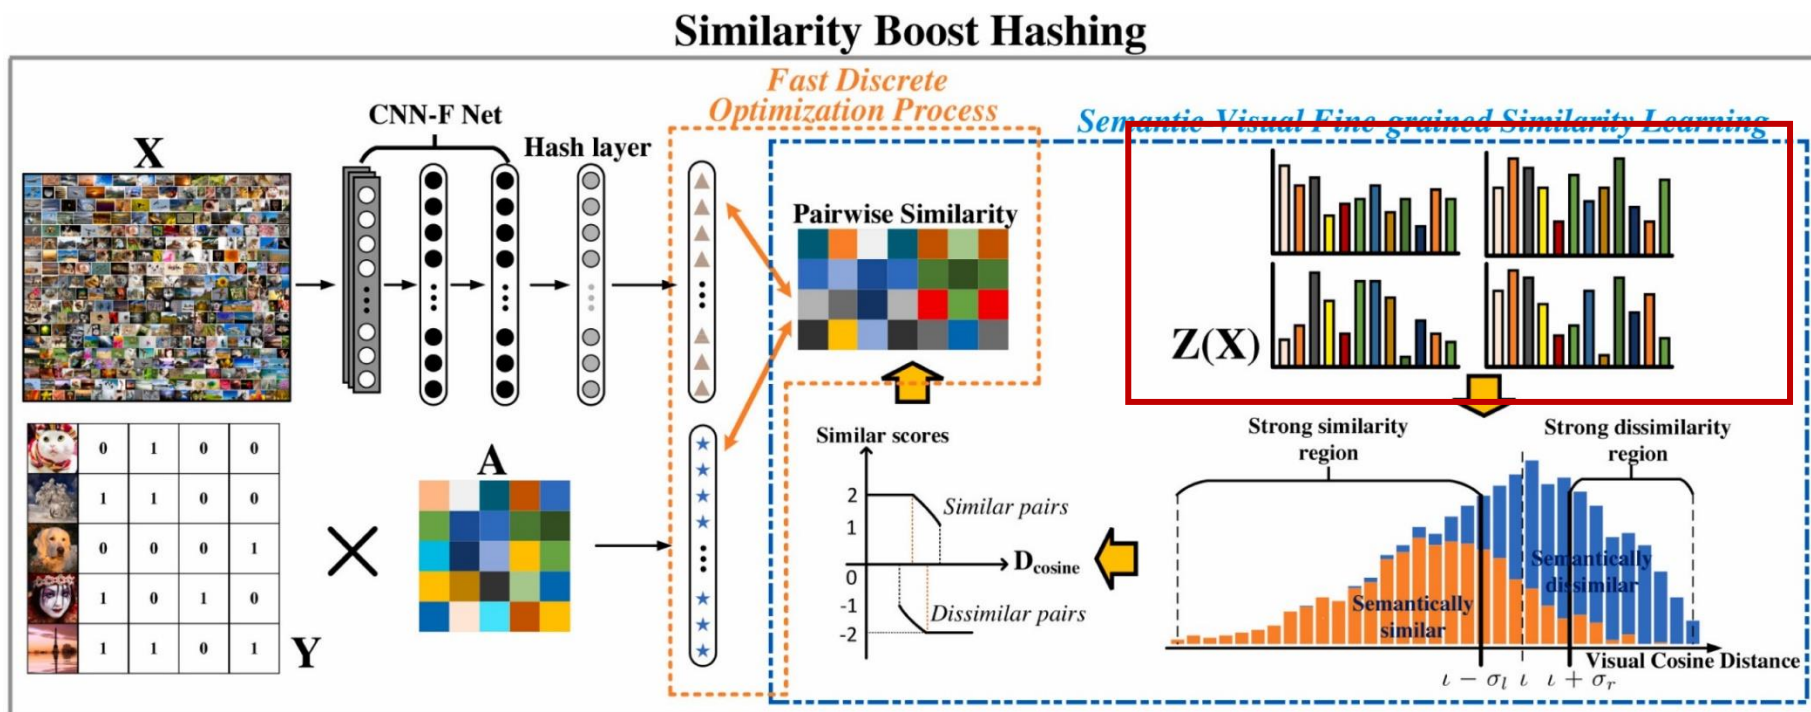 Similarity Boost Hashing
Fast Discrete
Optimization Process
Semantic-Visual Fine-grained Similarity Learning
CNN-F Net
Hash layer
X
Pairwise Similarity
Z(X)
0 1 0 0
1 1 0 0
0 0 0 1
1 0 1 0
1 1 0 1
Y
A
Similar scores
2
1
0
-1
-2
Similar pairs
D_cosine
Dissimilar pairs
Strong similarity
region
Strong dissimilarity
region
Semantically
similar
Semantically
dissimilar
Visual Cosine Distance
ι − σ_l ι ι + σ_r